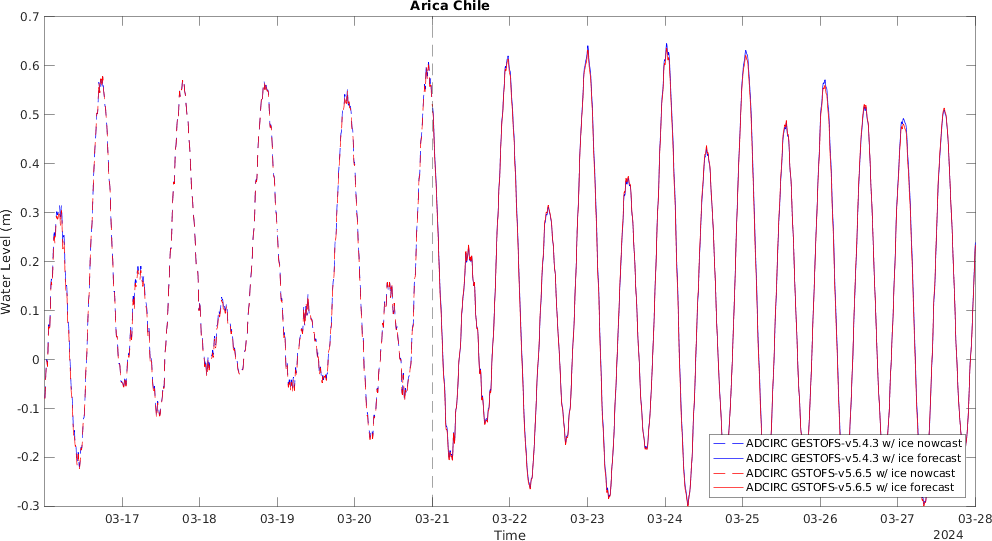 Arica Chile
0.7
0.6
0.5
0.4
0.3
0.2
0.1
0
-0.1
-0.2
-0.3
Water Level (m)
ADCIRC GESTOFS-v5.4.3 w/ ice nowcast
ADCIRC GESTOFS-v5.4.3 w/ ice forecast
ADCIRC GSTOFS-v5.6.5 w/ ice nowcast
ADCIRC GSTOFS-v5.6.5 w/ ice forecast
03-17 03-18 03-19 03-20 03-21 03-22 03-23 03-24 03-25 03-26 03-27 03-28
Time
2024